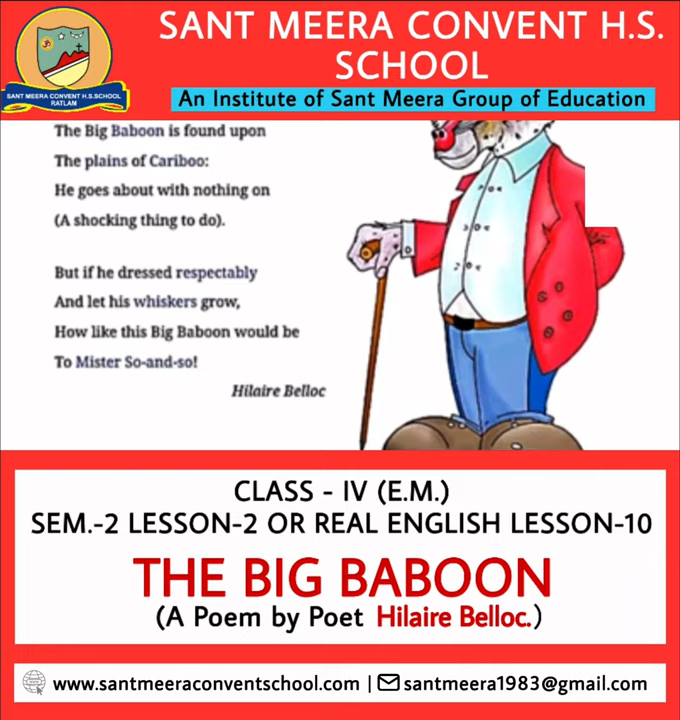 SANT MEERA CONVENT H.S.
SCHOOL
An Institute of Sant Meera Group of Education
SANT MEERA CONVENT H.S.SCHOOL
RATLAM
The Big Baboon is found upon
The plains of Cariboo:
He goes about with nothing on
(A shocking thing to do).
But if he dressed respectably
And let his whiskers grow,
How like this Big Baboon would be
To Mister So-and-so!
Hilaire Belloc
CLASS - IV (E.M.)
SEM.-2 LESSON-2 OR REAL ENGLISH LESSON-10
THE BIG BABOON
(A Poem by Poet Hilaire Belloc.)
www.santmeeraconventschool.com | santmeera1983@gmail.com